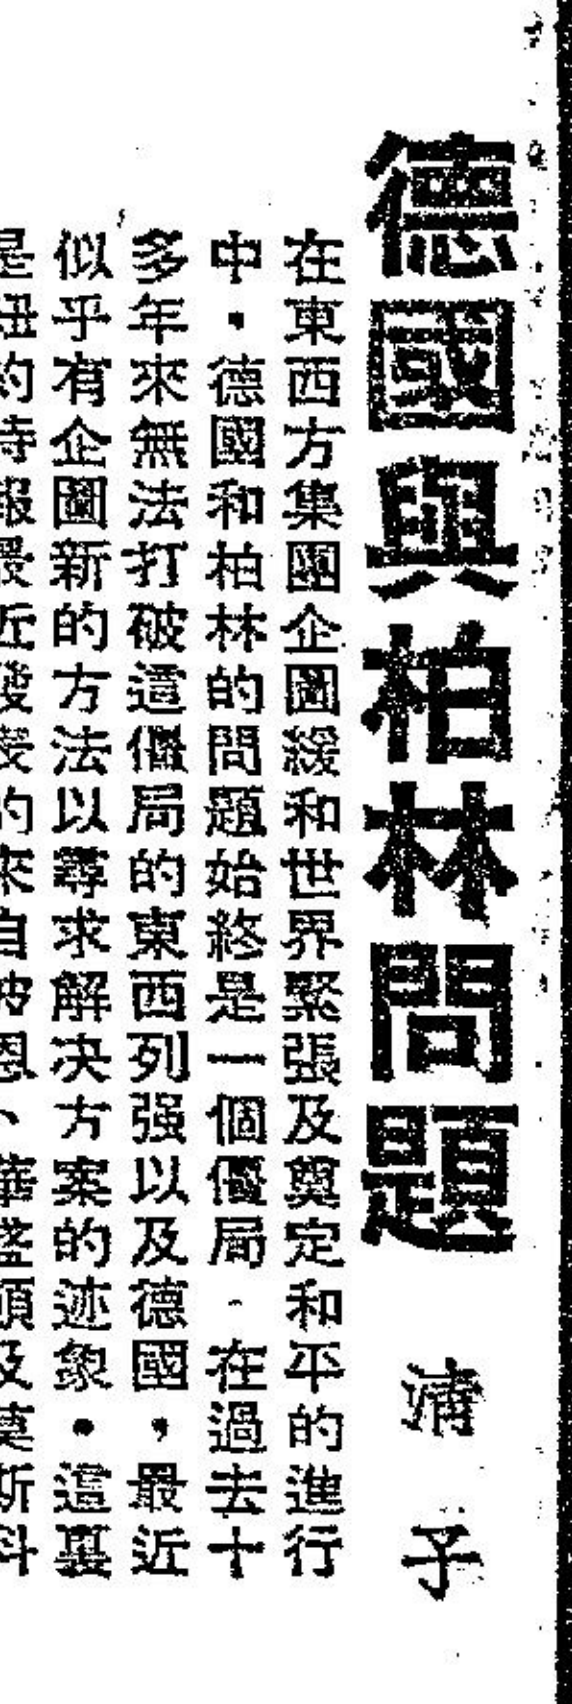 德國與柏林問題
清子
在東西方集團企圖緩和世界緊張及奠定和平的進行
中・德國和柏林的問題始終是一個僵局・在過去十
多年來無法打破這僵局的東西列强以及德國，最近
似乎有企圖新的方法以尋求解决方案的迹象・這裏
是紐約時報最近發表的來自波恩、華盛頓及莫斯科